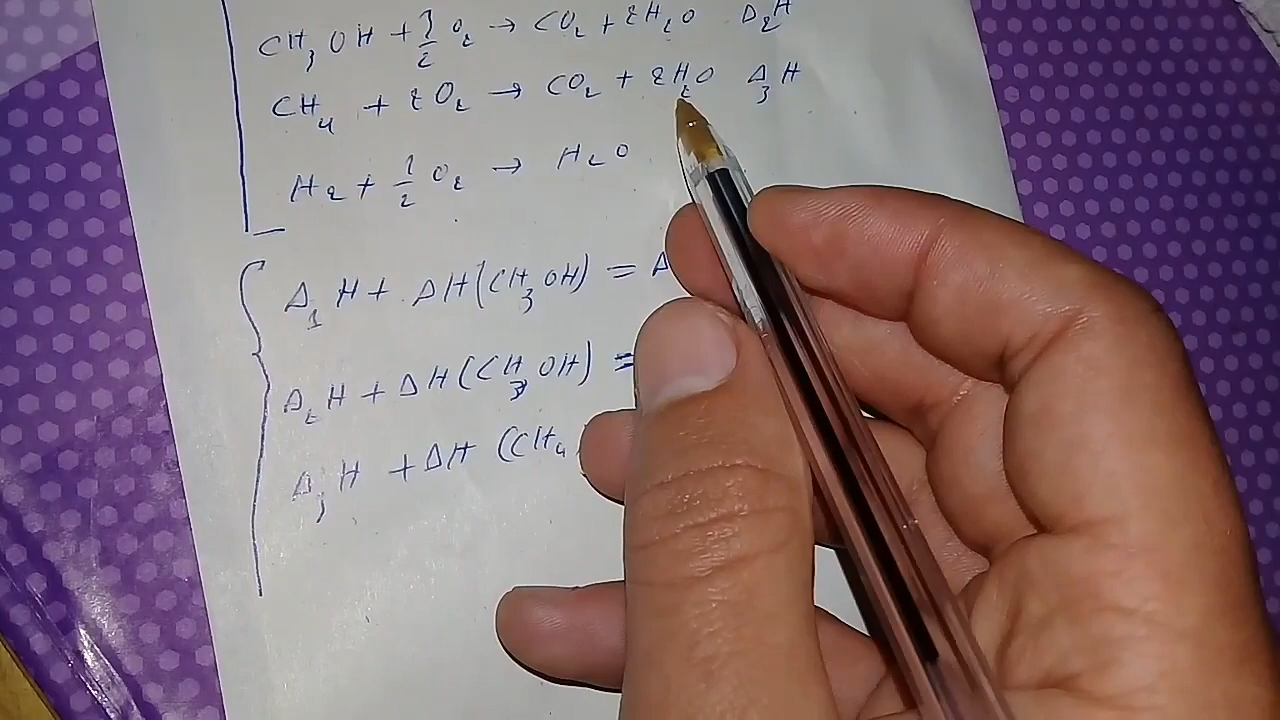 CH₃OH + 3/2 O₂ → CO₂ + 2H₂O Δ₂H
CH₄ + 2O₂ → CO₂ + 2H₂O Δ₃H
H₂ + 1/2 O₂ → H₂O
Δ₁H + ΔH(CH₃OH) = Δ
Δ₂H + ΔH(CH₃OH) =
Δ₃H + ΔH (CH₄